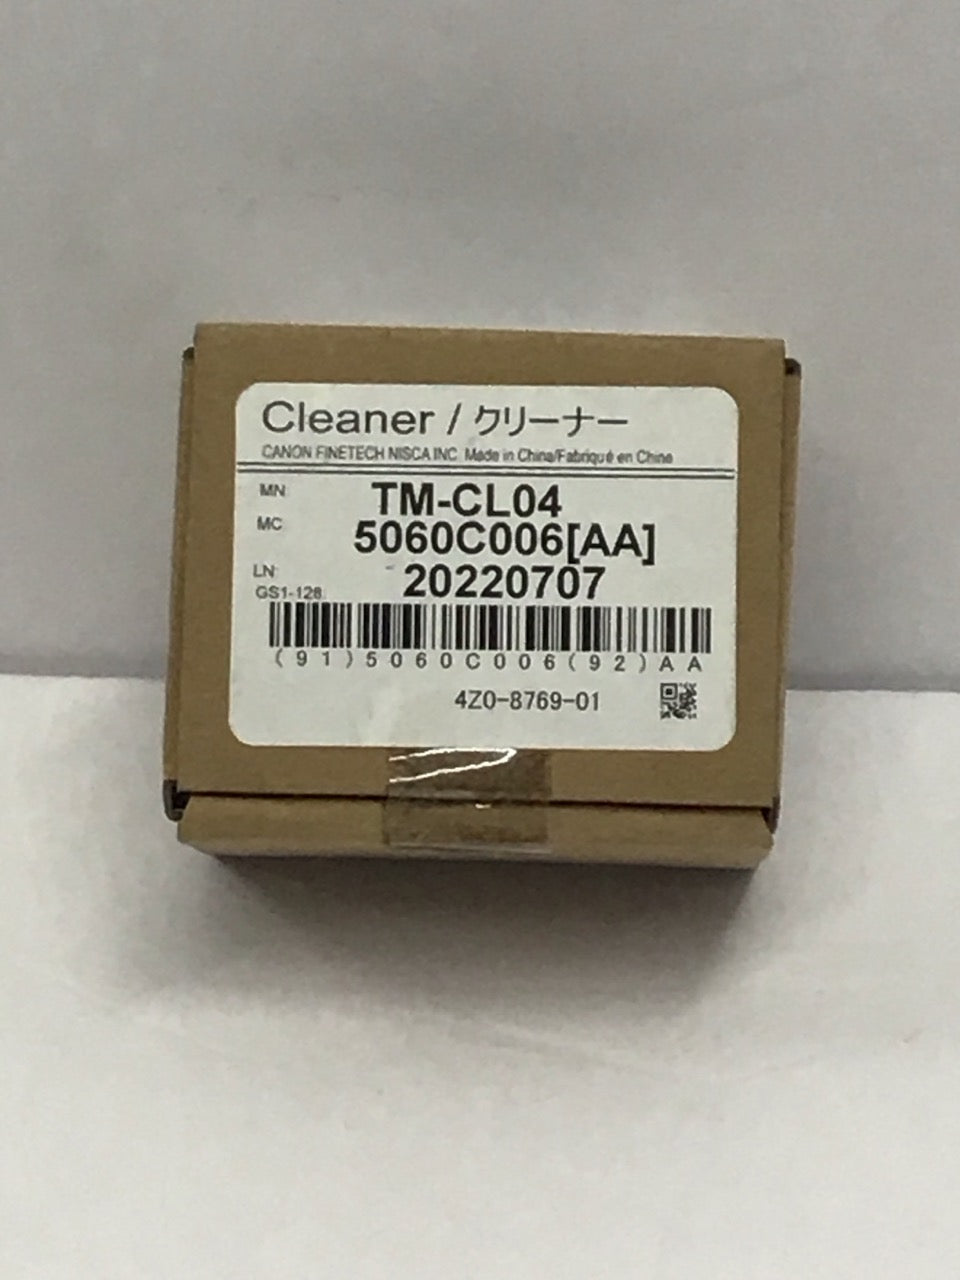 Cleaner / クリーナー
CANON FINETECH NISCA INC. Made in China/Fabriqué en Chine
MN: TM-CL04
MC: 5060C006[AA]
LN: 20220707
GS1-128:
(91)5060C006(92)AA
4Z0-8769-01